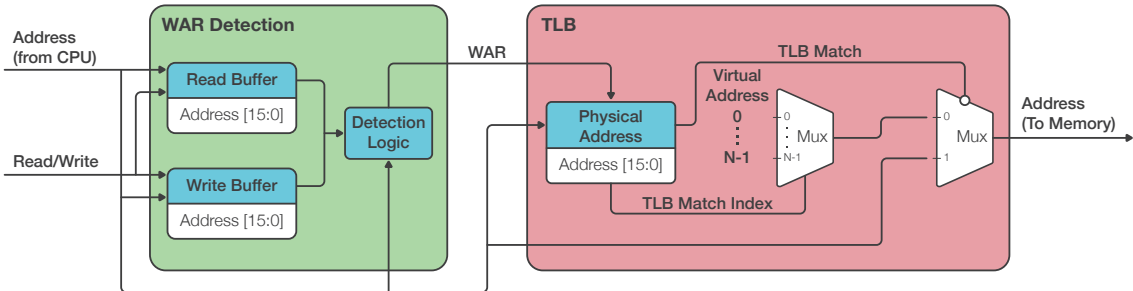 WAR Detection
TLB
Address
(from CPU)
WAR
TLB Match
Read Buffer
Address [15:0]
Virtual
Address
0
N-1
Physical
Address
Address [15:0]
Detection
Logic
0
N-1
Mux
0
1
Mux
Address
(To Memory)
Read/Write
Write Buffer
Address [15:0]
TLB Match Index